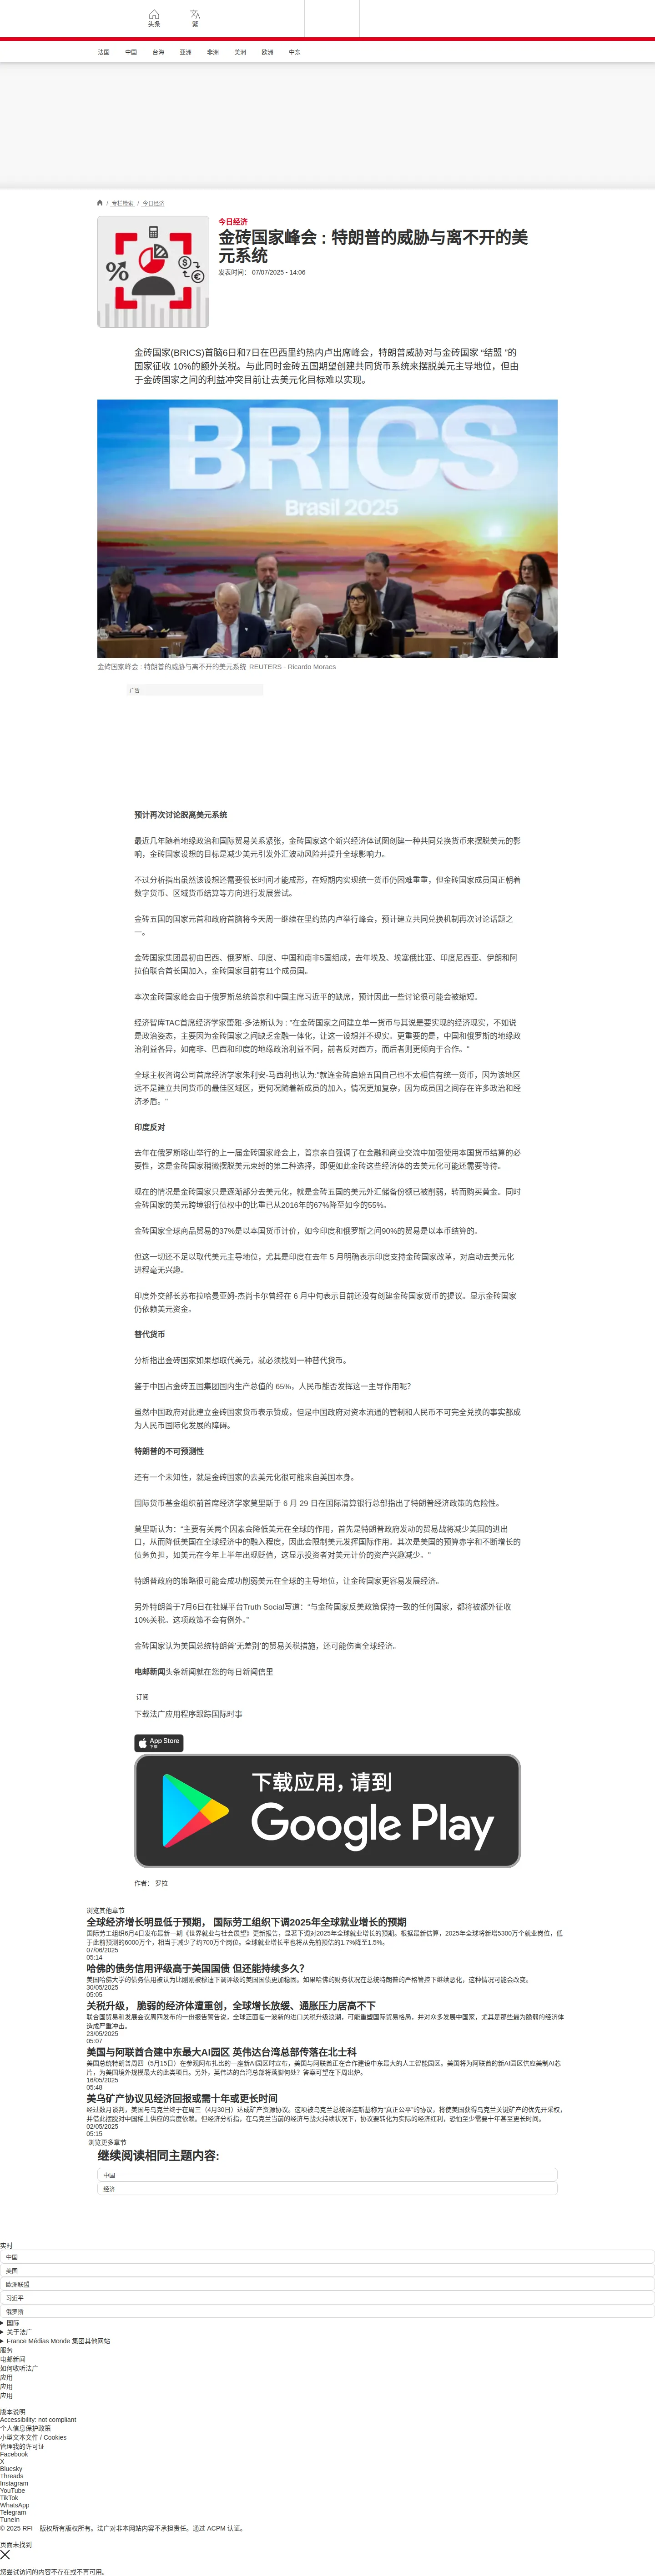 头条
繁
法国
中国
台海
亚洲
非洲
美洲
欧洲
中东
/ 专栏检索 / 今日经济
今日经济
金砖国家峰会 : 特朗普的威胁与离不开的美
元系统
发表时间： 07/07/2025 - 14:06
金砖国家(BRICS)首脑6日和7日在巴西里约热内卢出席峰会，特朗普威胁对与金砖国家 “结盟 ”的
国家征收 10%的额外关税。与此同时金砖五国期望创建共同货币系统来摆脱美元主导地位，但由
于金砖国家之间的利益冲突目前让去美元化目标难以实现。
BRICS
Brasil 2025
金砖国家峰会 : 特朗普的威胁与离不开的美元系统 REUTERS - Ricardo Moraes
广告
预计再次讨论脱离美元系统
最近几年随着地缘政治和国际贸易关系紧张，金砖国家这个新兴经济体试图创建一种共同兑换货币来摆脱美元的影
响，金砖国家设想的目标是减少美元引发外汇波动风险并提升全球影响力。
不过分析指出虽然该设想还需要很长时间才能成形，在短期内实现统一货币仍困难重重，但金砖国家成员国正朝着
数字货币、区域货币结算等方向进行发展尝试。
金砖五国的国家元首和政府首脑将今天周一继续在里约热内卢举行峰会，预计建立共同兑换机制再次讨论话题之
一。
金砖国家集团最初由巴西、俄罗斯、印度、中国和南非5国组成，去年埃及、埃塞俄比亚、印度尼西亚、伊朗和阿
拉伯联合酋长国加入，金砖国家目前有11个成员国。
本次金砖国家峰会由于俄罗斯总统普京和中国主席习近平的缺席，预计因此一些讨论很可能会被缩短。
经济智库TAC首席经济学家蕾雅·多法斯认为："在金砖国家之间建立单一货币与其说是要实现的经济现实，不如说
是政治姿态，主要因为金砖国家之间缺乏金融一体化，让这一设想并不现实。更重要的是，中国和俄罗斯的地缘政
治利益各异，如南非、巴西和印度的地缘政治利益不同，前者反对西方，而后者则更倾向于合作。"
全球主权咨询公司首席经济学家朱利安-马西利也认为:"就连金砖启始五国自己也不太相信有统一货币，因为该地区
远不是建立共同货币的最佳区域区，更何况随着新成员的加入，情况更加复杂，因为成员国之间存在许多政治和经
济矛盾。"
印度反对
去年在俄罗斯喀山举行的上一届金砖国家峰会上，普京亲自强调了在金融和商业交流中加强使用本国货币结算的必
要性，这是金砖国家稍微摆脱美元束缚的第二种选择，即便如此金砖这些经济体的去美元化可能还需要等待。
现在的情况是金砖国家只是逐渐部分去美元化，就是金砖五国的美元外汇储备份额已被削弱，转而购买黄金。同时
金砖国家的美元跨境银行债权中的比重已从2016年的67%降至如今的55%。
金砖国家全球商品贸易的37%是以本国货币计价，如今印度和俄罗斯之间90%的贸易是以本币结算的。
但这一切还不足以取代美元主导地位，尤其是印度在去年 5 月明确表示印度支持金砖国家改革，对启动去美元化
进程毫无兴趣。
印度外交部长苏布拉哈曼亚姆-杰尚卡尔曾经在 6 月中旬表示目前还没有创建金砖国家货币的提议。显示金砖国家
仍依赖美元资金。
替代货币
分析指出金砖国家如果想取代美元，就必须找到一种替代货币。
鉴于中国占金砖五国集团国内生产总值的 65%，人民币能否发挥这一主导作用呢？
虽然中国政府对此建立金砖国家货币表示赞成，但是中国政府对资本流通的管制和人民币不可完全兑换的事实都成
为人民币国际化发展的障碍。
特朗普的不可预测性
还有一个未知性，就是金砖国家的去美元化很可能来自美国本身。
国际货币基金组织前首席经济学家莫里斯于 6 月 29 日在国际清算银行总部指出了特朗普经济政策的危险性。
莫里斯认为："主要有关两个因素会降低美元在全球的作用，首先是特朗普政府发动的贸易战将减少美国的进出
口，从而降低美国在全球经济中的融入程度，因此会限制美元发挥国际作用。其次是美国的预算赤字和不断增长的
债务负担，如美元在今年上半年出现贬值，这显示投资者对美元计价的资产兴趣减少。"
特朗普政府的策略很可能会成功削弱美元在全球的主导地位，让金砖国家更容易发展经济。
另外特朗普于7月6日在社媒平台Truth Social写道：“与金砖国家反美政策保持一致的任何国家，都将被额外征收
10%关税。这项政策不会有例外。”
金砖国家认为美国总统特朗普‘无差别’的贸易关税措施，还可能伤害全球经济。
电邮新闻头条新闻就在您的每日新闻信里
订阅
下载法广应用程序跟踪国际时事
App Store
下载
下载应用，请到
Google Play
作者： 罗拉
浏览其他章节
全球经济增长明显低于预期， 国际劳工组织下调2025年全球就业增长的预期
国际劳工组织6月4日发布最新一期《世界就业与社会展望》更新报告，显著下调对2025年全球就业增长的预期。根据最新估算，2025年全球将新增5300万个就业岗位，低
于此前预测的6000万个，相当于减少了约700万个岗位。全球就业增长率也将从先前预估的1.7%降至1.5%。
07/06/2025
05:14
哈佛的债务信用评级高于美国国债 但还能持续多久？
美国哈佛大学的债务信用被认为比刚刚被穆迪下调评级的美国国债更加稳固。如果哈佛的财务状况在总统特朗普的严格管控下继续恶化，这种情况可能会改变。
30/05/2025
05:05
关税升级， 脆弱的经济体遭重创，全球增长放缓、通胀压力居高不下
联合国贸易和发展会议周四发布的一份报告警告说，全球正面临一波新的进口关税升级浪潮，可能重塑国际贸易格局，并对众多发展中国家，尤其是那些最为脆弱的经济体
造成严重冲击。
23/05/2025
05:07
美国与阿联酋合建中东最大AI园区 英伟达台湾总部传落在北士科
美国总统特朗普周四（5月15日）在参观阿布扎比的一座新AI园区时宣布，美国与阿联酋正在合作建设中东最大的人工智能园区。美国将为阿联酋的新AI园区供应美制AI芯
片，为美国境外规模最大的此类项目。另外，英伟达的台湾总部将落脚何处？答案可望在下周出炉。
16/05/2025
05:48
美乌矿产协议见经济回报或需十年或更长时间
经过数月谈判，美国与乌克兰终于在周三（4月30日）达成矿产资源协议。这项被乌克兰总统泽连斯基称为“真正公平”的协议，将使美国获得乌克兰关键矿产的优先开采权，
并借此摆脱对中国稀土供应的高度依赖。但经济分析指，在乌克兰当前的经济与战火持续状况下，协议要转化为实际的经济红利，恐怕至少需要十年甚至更长时间。
02/05/2025
05:15
浏览更多章节
继续阅读相同主题内容:
中国
经济
实时
中国
美国
欧洲联盟
习近平
俄罗斯
国际
关于法广
France Médias Monde 集团其他网站
服务
电邮新闻
如何收听法广
应用
应用
应用
版本说明
Accessibility: not compliant
个人信息保护政策
小型文本文件 / Cookies
管理我的许可证
Facebook
X
Bluesky
Threads
Instagram
YouTube
TikTok
WhatsApp
Telegram
TuneIn
© 2025 RFI – 版权所有版权所有。法广对非本网站内容不承担责任。通过 ACPM 认证。
页面未找到
您尝试访问的内容不存在或不再可用。